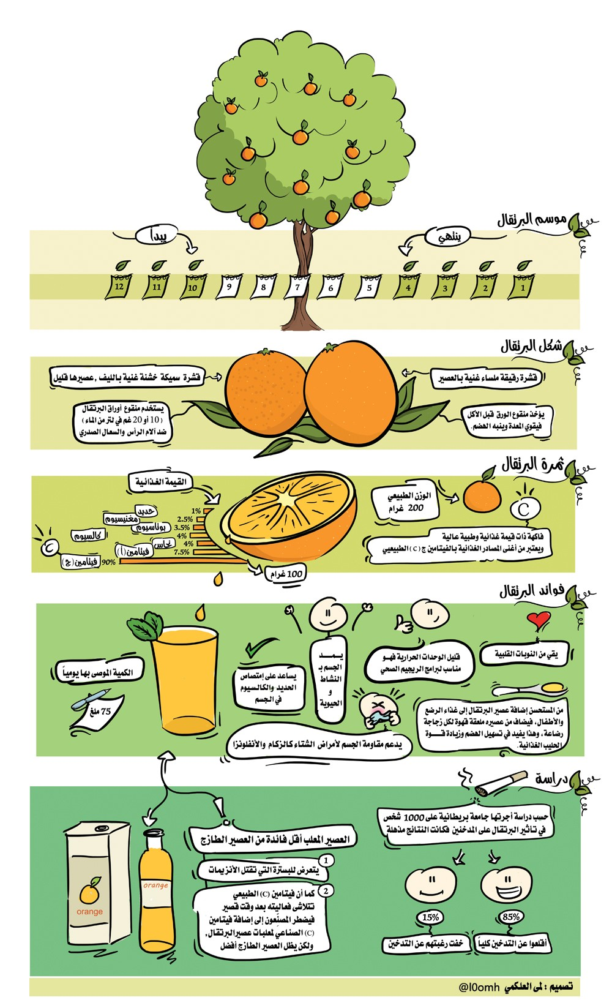 موسم البرتقال
ينتهي
يبدأ
1
2
3
4
5
6
7
8
9
10
11
12
شكل البرتقال
قشرة رقيقة ملساء غنية بالعصير
قشرة سميكة خشنة غنية بالليف ,عصيرها قليل
يؤخذ منقوع الورق قبل الأكل
فيقوي المعدة وينبه الهضم.
يستخدم منقوع أوراق البرتقال
(10 أو 20 غم في لتر من الماء)
ضد آلام الرأس والسعال الصدري
ثمرة البرتقال
الوزن الطبيعي
200 غرام
C
فاكهة ذات قيمة غذائية وطبية عالية
ويعتبر من أغنى المصادر الغذائية بالفيتامين ج (C) الطبيعيي
القيمة الغذائية
حديد 1%
مغنيسيوم 2.5%
بوتاسيوم 3.5%
كالسيوم 4%
نحاس 4%
فيتامين (أ) 7.5%
فيتامين (ج) 90%
C
100 غرام
فوائد البرتقال
يقي من النوبات القلبية
قليل الوحدات الحرارية فهـو
مناسب لبرامج الريجيم الصحي
يـمـــد
الجسم بـ
النشاط
و
الحيوية
يساعد على إمتصاص
الحديد والكالسيوم
في الجسم
الكمية الموصى بها يومياً
75 ملغ
من المستحسن إضافة عصير البرتقال إلى غذاء الرضع
والأطفال، فيضاف من عصيره ملعقة قهوة لكل زجاجة
رضاعة، وهذا يفيد في تسهيل الهضم وزيادة قـــــوة
الحليب الغذائية.
يدعم مقاومة الجسم لأمراض الشتاء كالزكام والأنفلونزا
دراسة
حسب دراسة أجرتها جامعة بريطانية على 1000 شخص
في تأثير البرتقال على المدخنين فكانت النتائج مذهلة
85%
أقلعوا عن التدخين كلياً
15%
خفت رغبتهم عن التدخين
العصير المعلب أقل فائدة من العصير الطازج
1
يتعرض للبسترة التي تقتل الأنزيمات
2
كما أن فيتامين (C) الطبيعي
تتلاشى فعاليته بعد وقت قصير
فيضطر المصنّعون إلى إضافة فيتامين
(C) الصناعي لمعلبات عصيرالبرتقال,
ولكن يظل العصير الطازج أفضل
orange
orange
تصميم : لمى العلكمي @l0omh